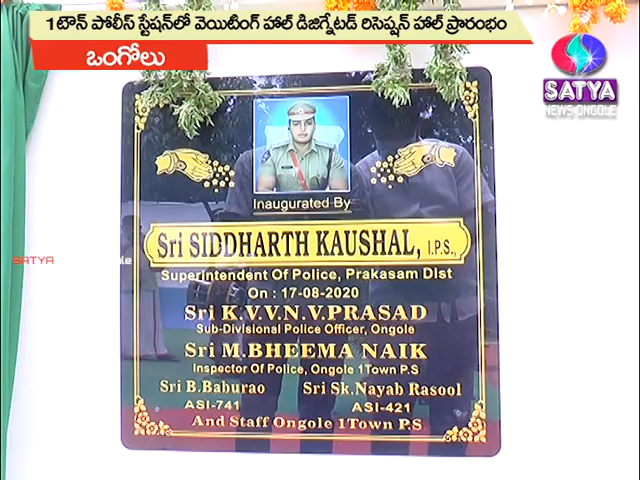 1టౌన్ పోలీస్ స్టేషన్‌లో వెయిటింగ్ హాల్ డిజిగ్నేటడ్ రిసెప్షన్ హాల్ ప్రారంభం
ఒంగోలు
SATYA
NEWS ONGOLE
Inaugurated By
Sri SIDDHARTH KAUSHAL, I.P.S.,
Superintendent Of Police, Prakasam Dist
On : 17-08-2020
Sri K.V.V.N.V.PRASAD
Sub-Divisional Police Officer, Ongole
Sri M.BHEEMA NAIK
Inspector Of Police, Ongole 1Town P.S
Sri B.Baburao Sri Sk.Nayab Rasool
ASI-741 ASI-421
And Staff Ongole 1Town P.S
SATYA